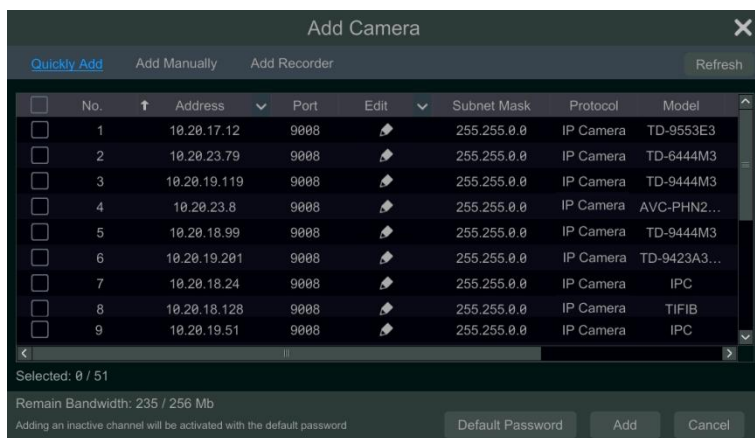 Add Camera
Quickly Add Add Manually Add Recorder Refresh
No. Address Port Edit Subnet Mask Protocol Model
1 10.20.17.12 9008 255.255.0.0 IP Camera TD-9553E3
2 10.20.23.79 9008 255.255.0.0 IP Camera TD-6444M3
3 10.20.19.119 9008 255.255.0.0 IP Camera TD-9444M3
4 10.20.23.8 9008 255.255.0.0 IP Camera AVC-PHN2...
5 10.20.18.99 9008 255.255.0.0 IP Camera TD-9444M3
6 10.20.19.201 9008 255.255.0.0 IP Camera TD-9423A3...
7 10.20.18.24 9008 255.255.0.0 IP Camera IPC
8 10.20.18.128 9008 255.255.0.0 IP Camera TIFIB
9 10.20.19.51 9008 255.255.0.0 IP Camera IPC
Selected: 0 / 51
Remain Bandwidth: 235 / 256 Mb
Adding an inactive channel will be activated with the default password Default Password Add Cancel